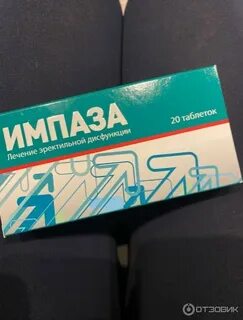 ИМПАЗА
Лечение эректильной дисфункции
20 таблеток
ОТЗОВИК